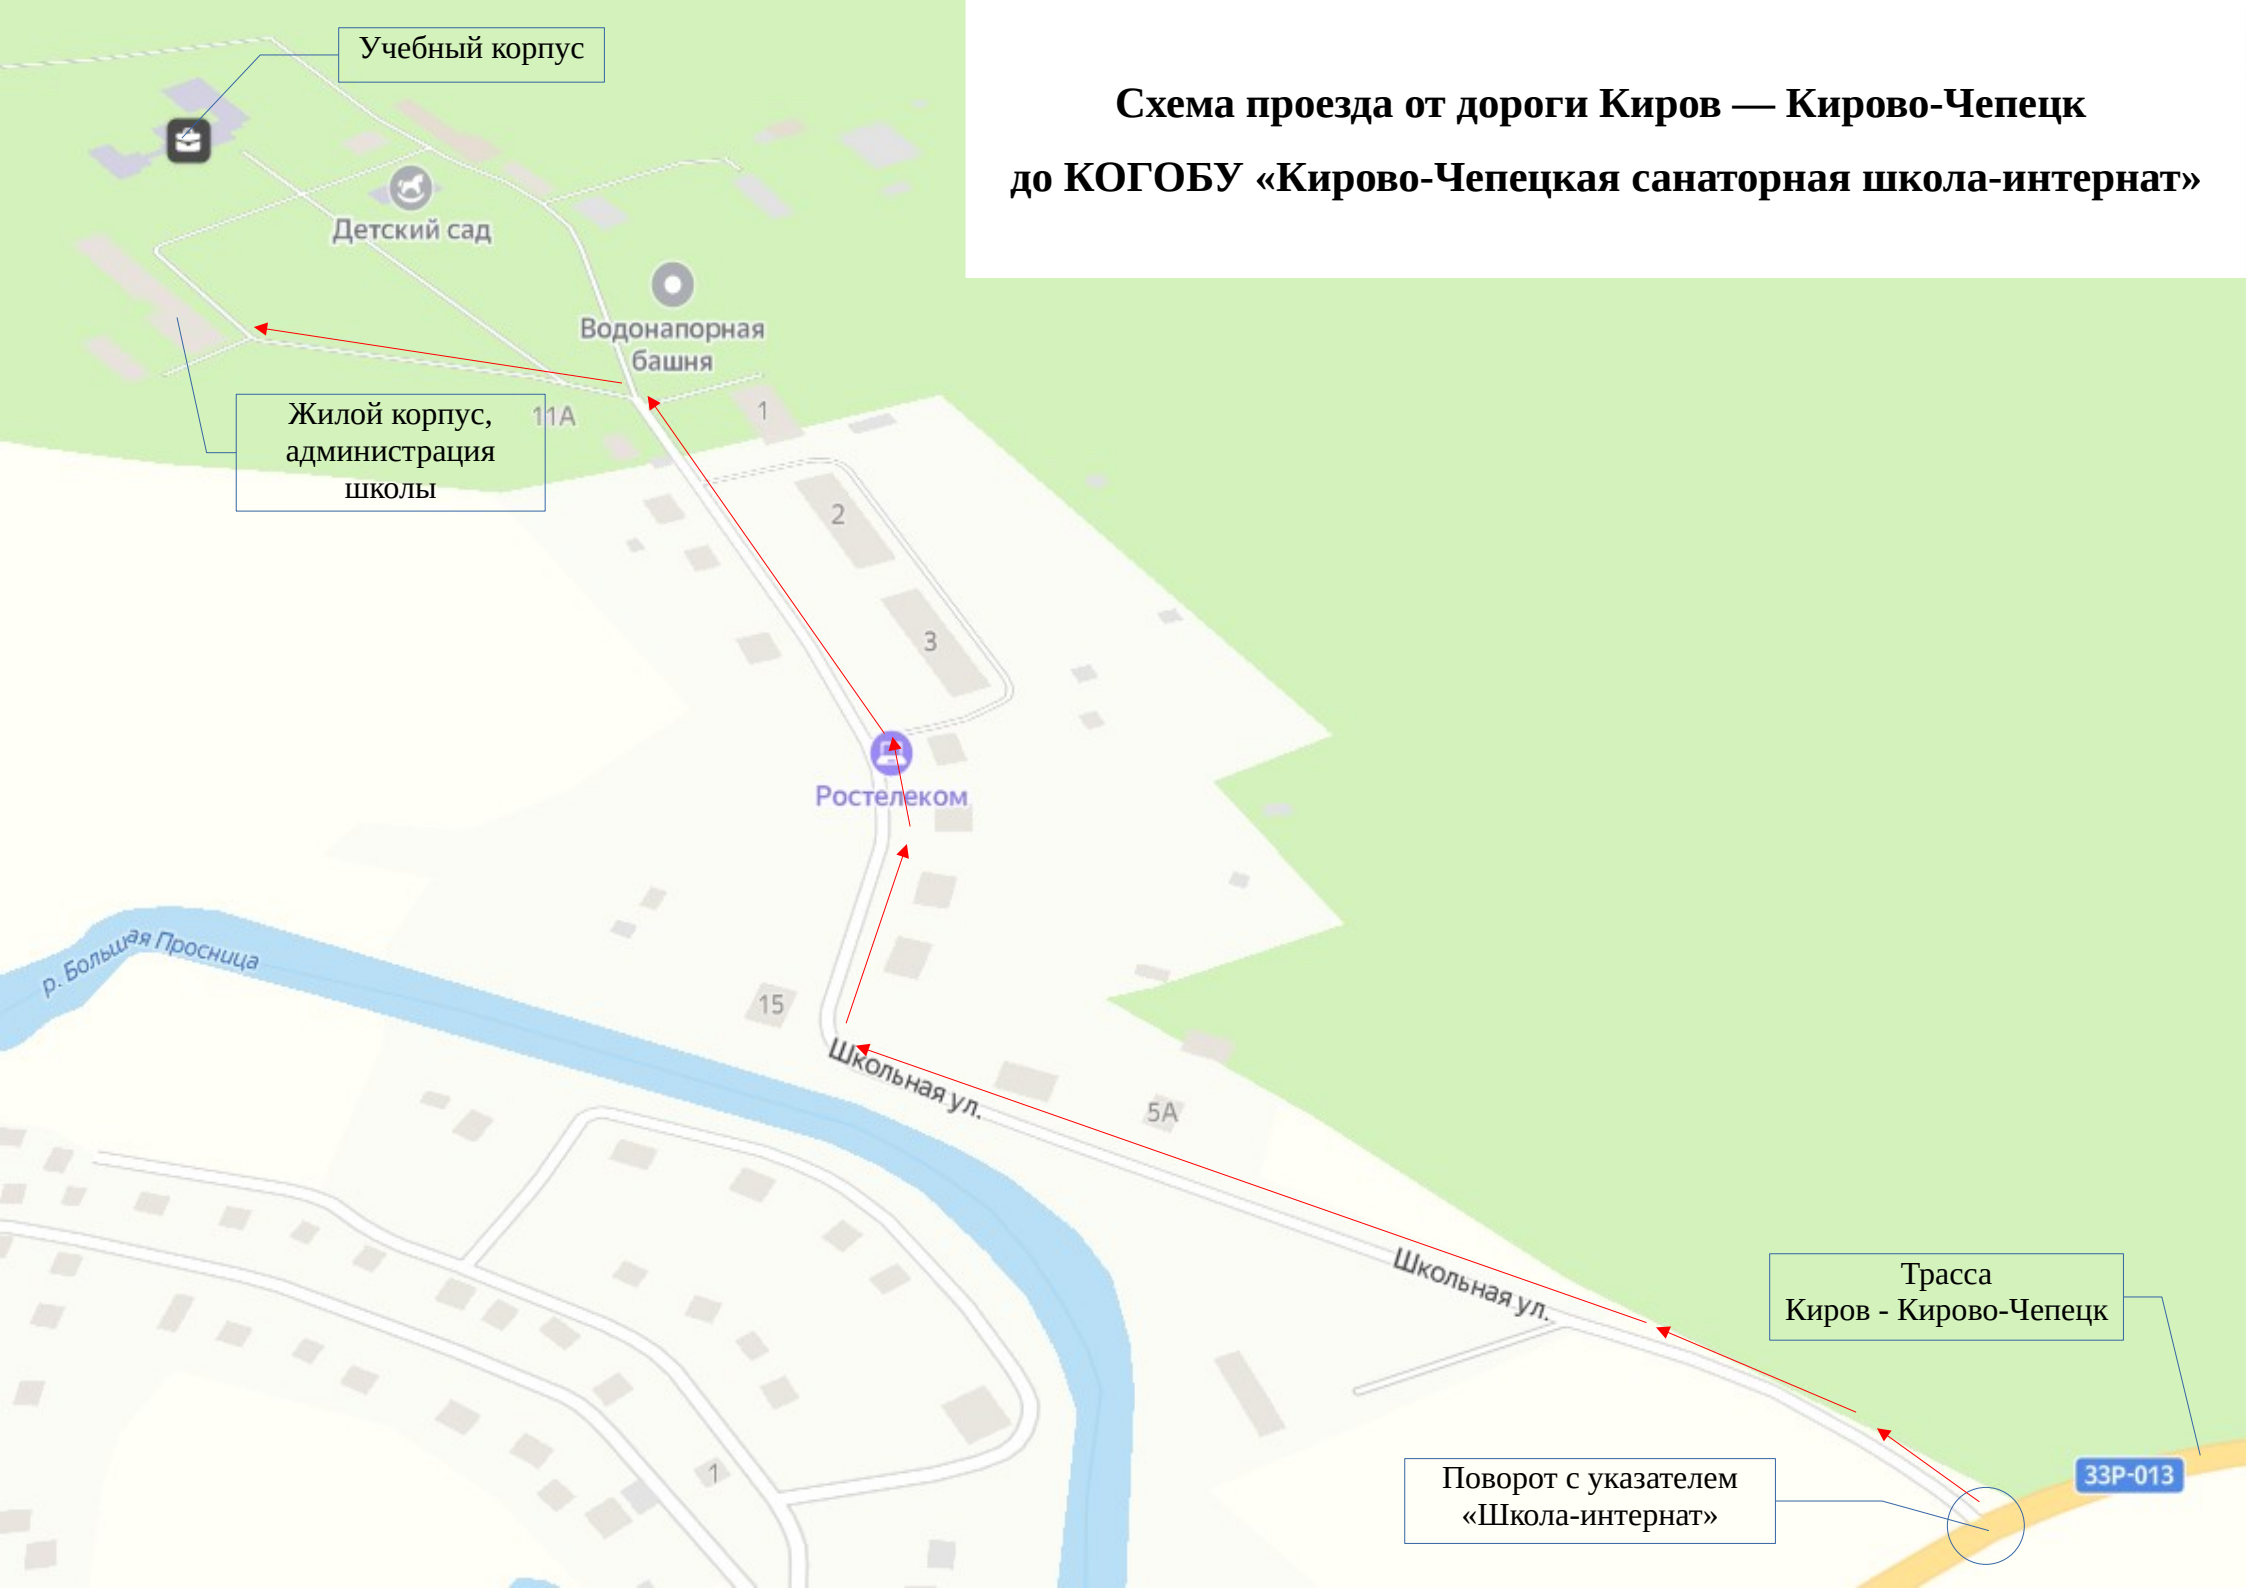 Учебный корпус
Схема проезда от дороги Киров — Кирово-Чепецк
до КОГОБУ «Кирово-Чепецкая санаторная школа-интернат»
Детский сад
Водонапорная
башня
Жилой корпус,
администрация
школы
11А
1
2
3
Ростелеком
р. Большая Просница
15
Школьная ул.
5А
Школьная ул.
Трасса
Киров - Кирово-Чепецк
Поворот с указателем
«Школа-интернат»
33Р-013
1